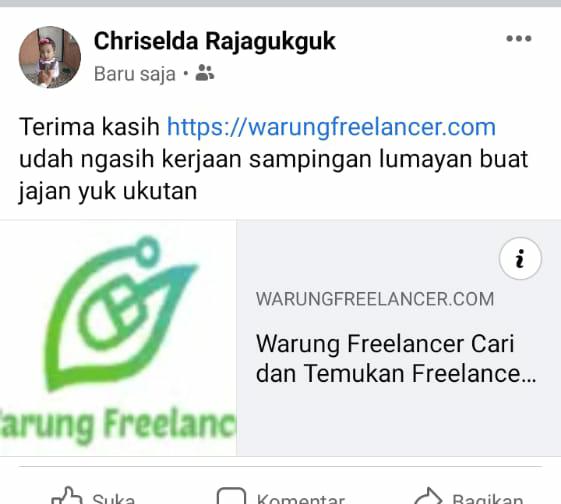 Chriselda Rajagukguk
Baru saja
Terima kasih https://warungfreelancer.com
udah ngasih kerjaan sampingan lumayan buat
jajan yuk ukutan
WARUNGFREELANCER.COM
Warung Freelancer Cari
dan Temukan Freelance...
arung Freelanc
Suka
Komentar
Bagikan